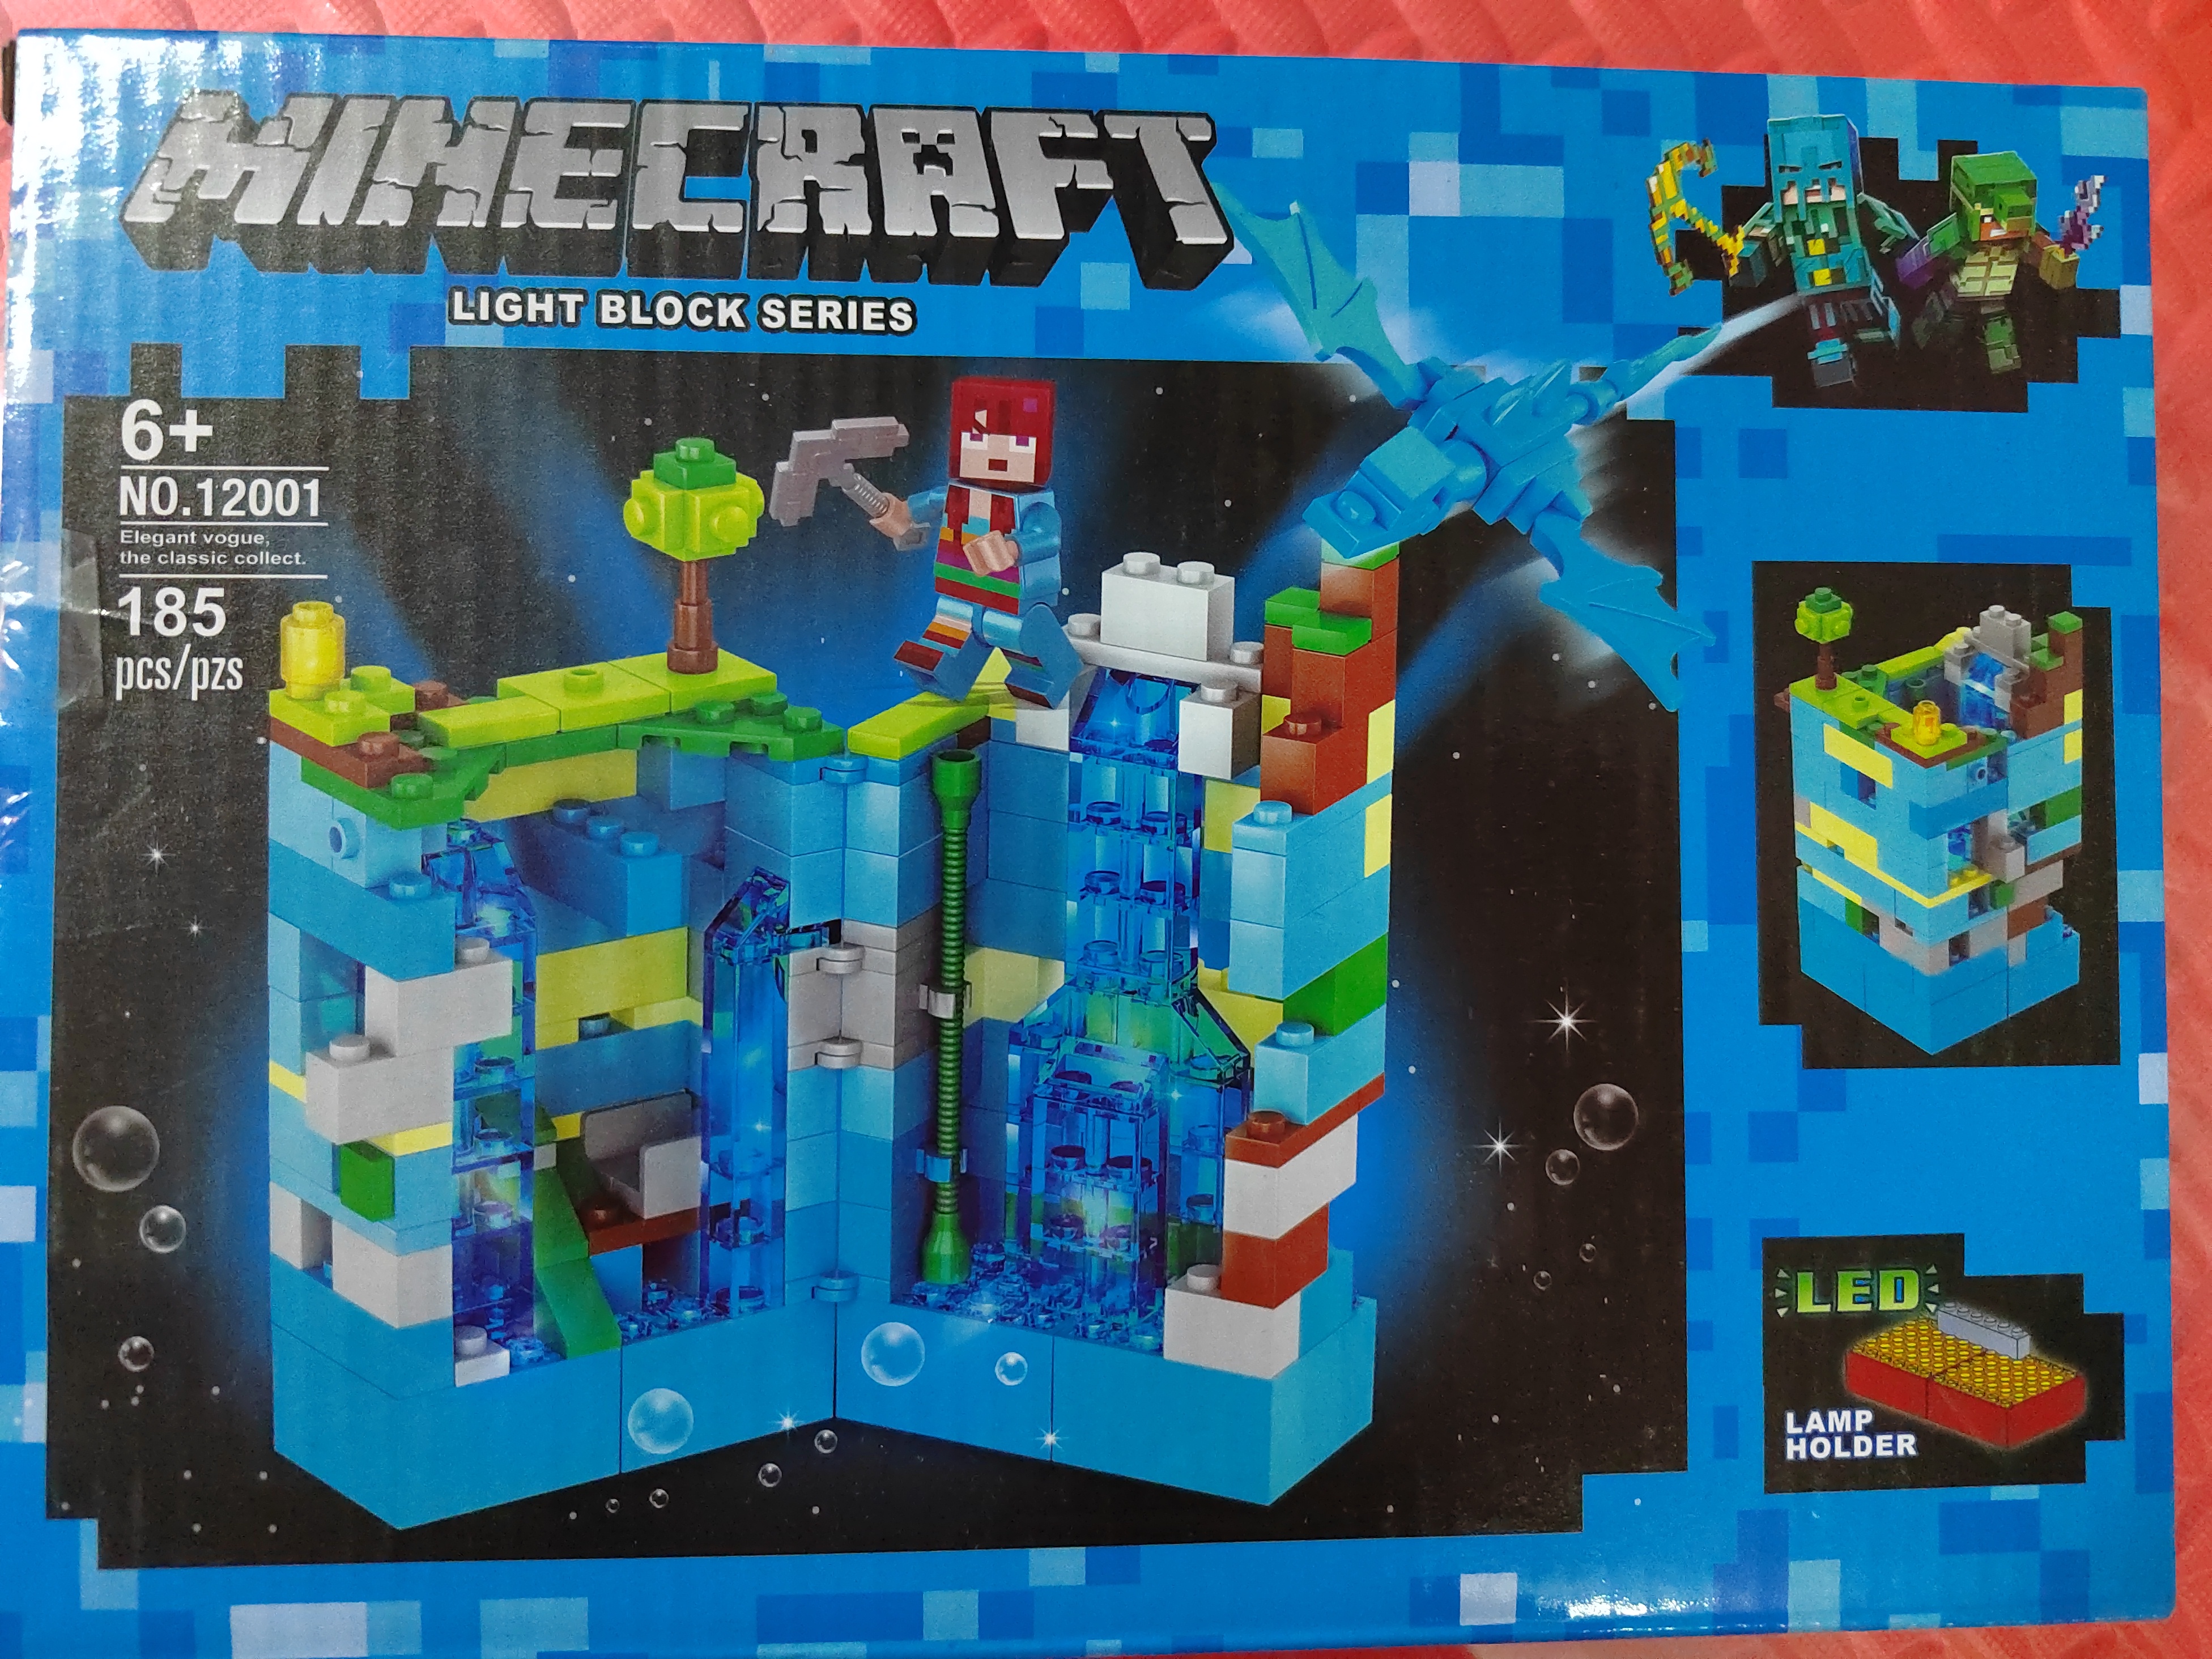 MINECRAFT
LIGHT BLOCK SERIES
6+
NO.12001
Elegant vogue,
the classic collect.
185
pcs/pzs
LED
LAMP
HOLDER